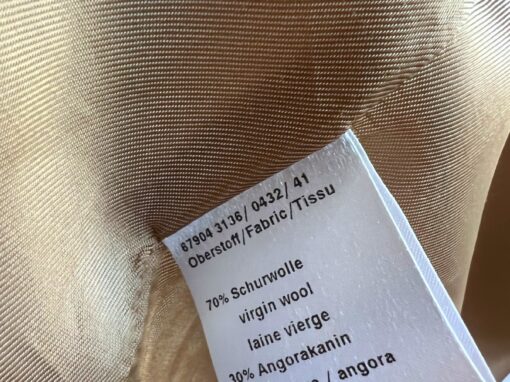 67904 3136/ 0432/ 41
Oberstoff/Fabric/Tissu
70% Schurwolle
virgin wool
laine vierge
30% Angorakanin
/ angora